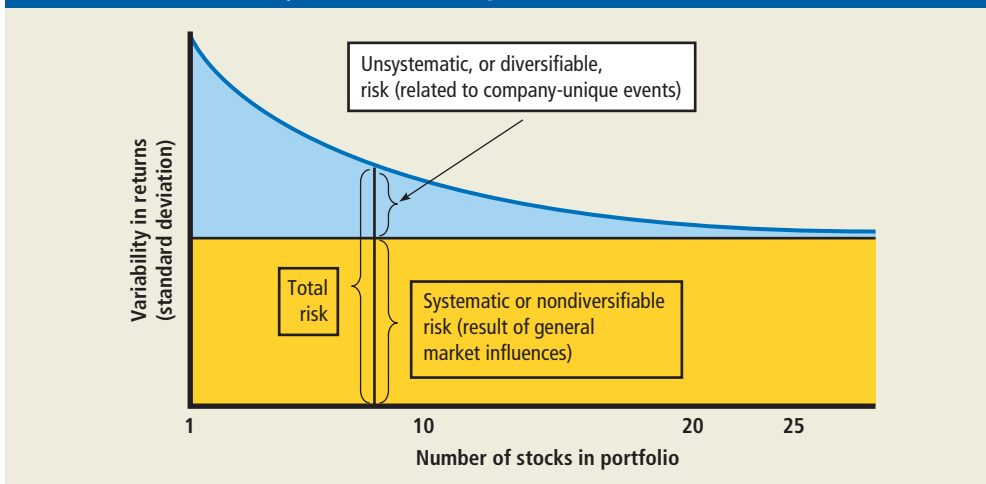 Unsystematic, or diversifiable,
risk (related to company-unique events)
Variability in returns
(standard deviation)
Total
risk
Systematic or nondiversifiable
risk (result of general
market influences)
1 10 20 25
Number of stocks in portfolio